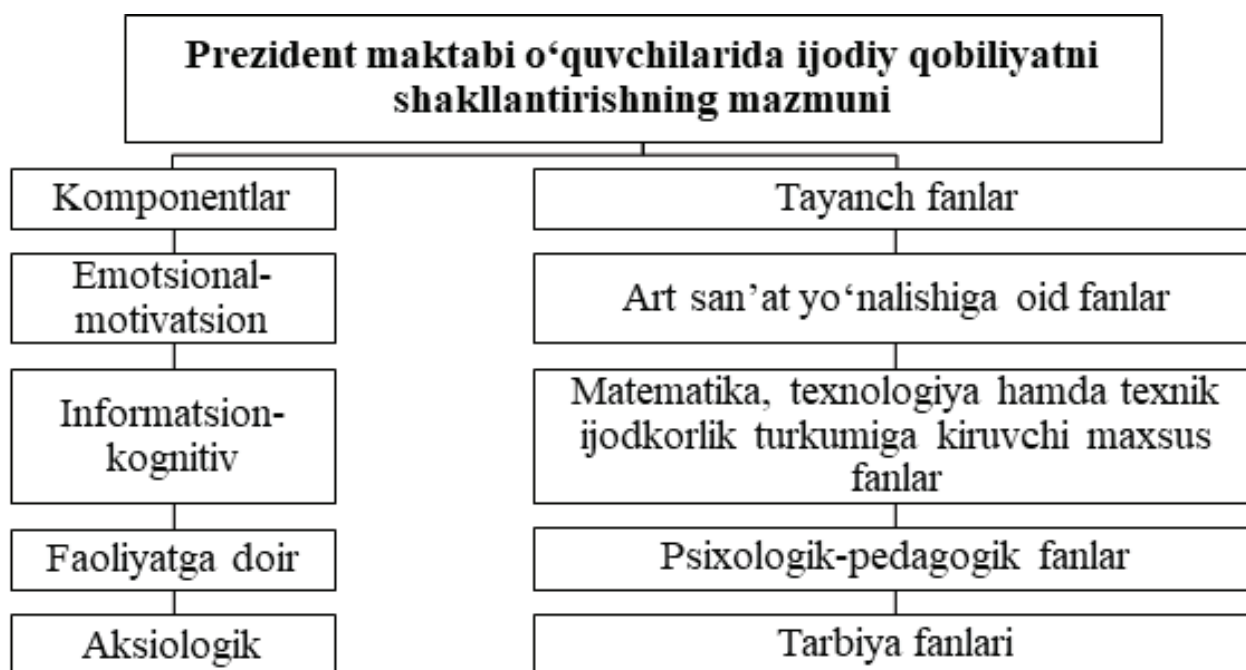 Prezident maktabi o‘quvchilarida ijodiy qobiliyatni
shakllantirishning mazmuni
Komponentlar
Tayanch fanlar
Emotsional-
motivatsion
Art san’at yo‘nalishiga oid fanlar
Informatsion-
kognitiv
Matematika, texnologiya hamda texnik
ijodkorlik turkumiga kiruvchi maxsus
fanlar
Faoliyatga doir
Psixologik-pedagogik fanlar
Aksiologik
Tarbiya fanlari